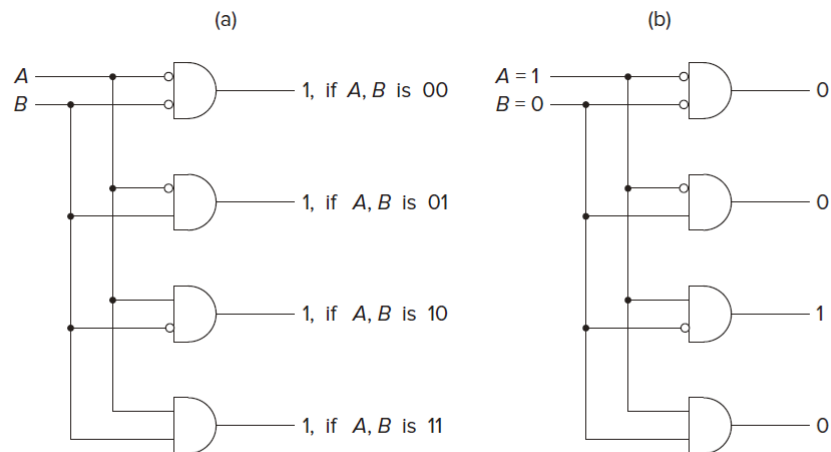 (a)
A
B
1, if A, B is 00
1, if A, B is 01
1, if A, B is 10
1, if A, B is 11
(b)
A = 1
B = 0
0
0
1
0